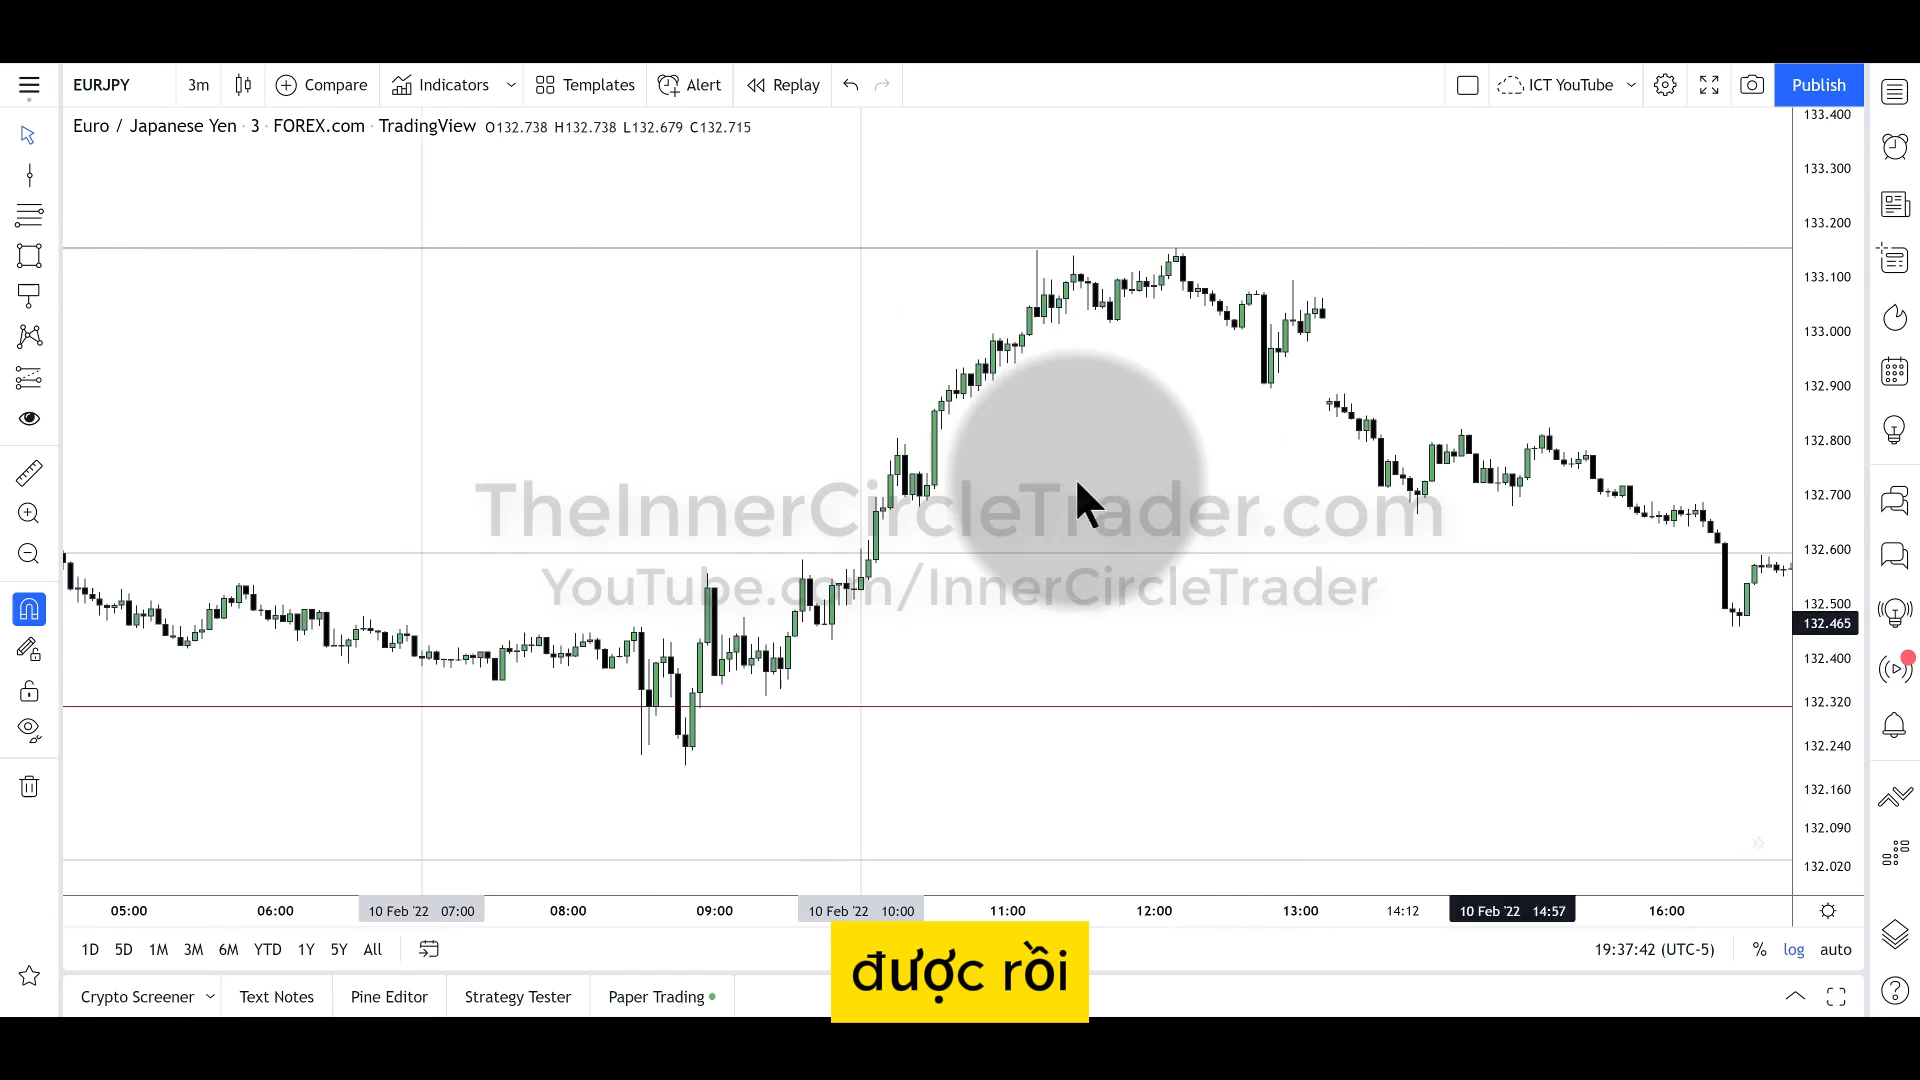 EURJPY 3m Compare Indicators Templates Alert Replay ICT YouTube Publish
Euro / Japanese Yen · 3 · FOREX.com · TradingView O132.738 H132.738 L132.679 C132.715
133.400
133.300
133.200
133.100
133.000
132.900
132.800
132.700
132.600
132.500
132.465
132.400
132.320
132.240
132.160
132.090
132.020
TheInnerCircleTrader.com
YouTube.com/InnerCircleTrader
05:00 06:00 10 Feb '22 07:00 08:00 09:00 10 Feb '22 10:00 11:00 12:00 13:00 14:12 10 Feb '22 14:57 16:00
1D 5D 1M 3M 6M YTD 1Y 5Y All 19:37:42 (UTC-5) % log auto
được rồi
Crypto Screener Text Notes Pine Editor Strategy Tester Paper Trading